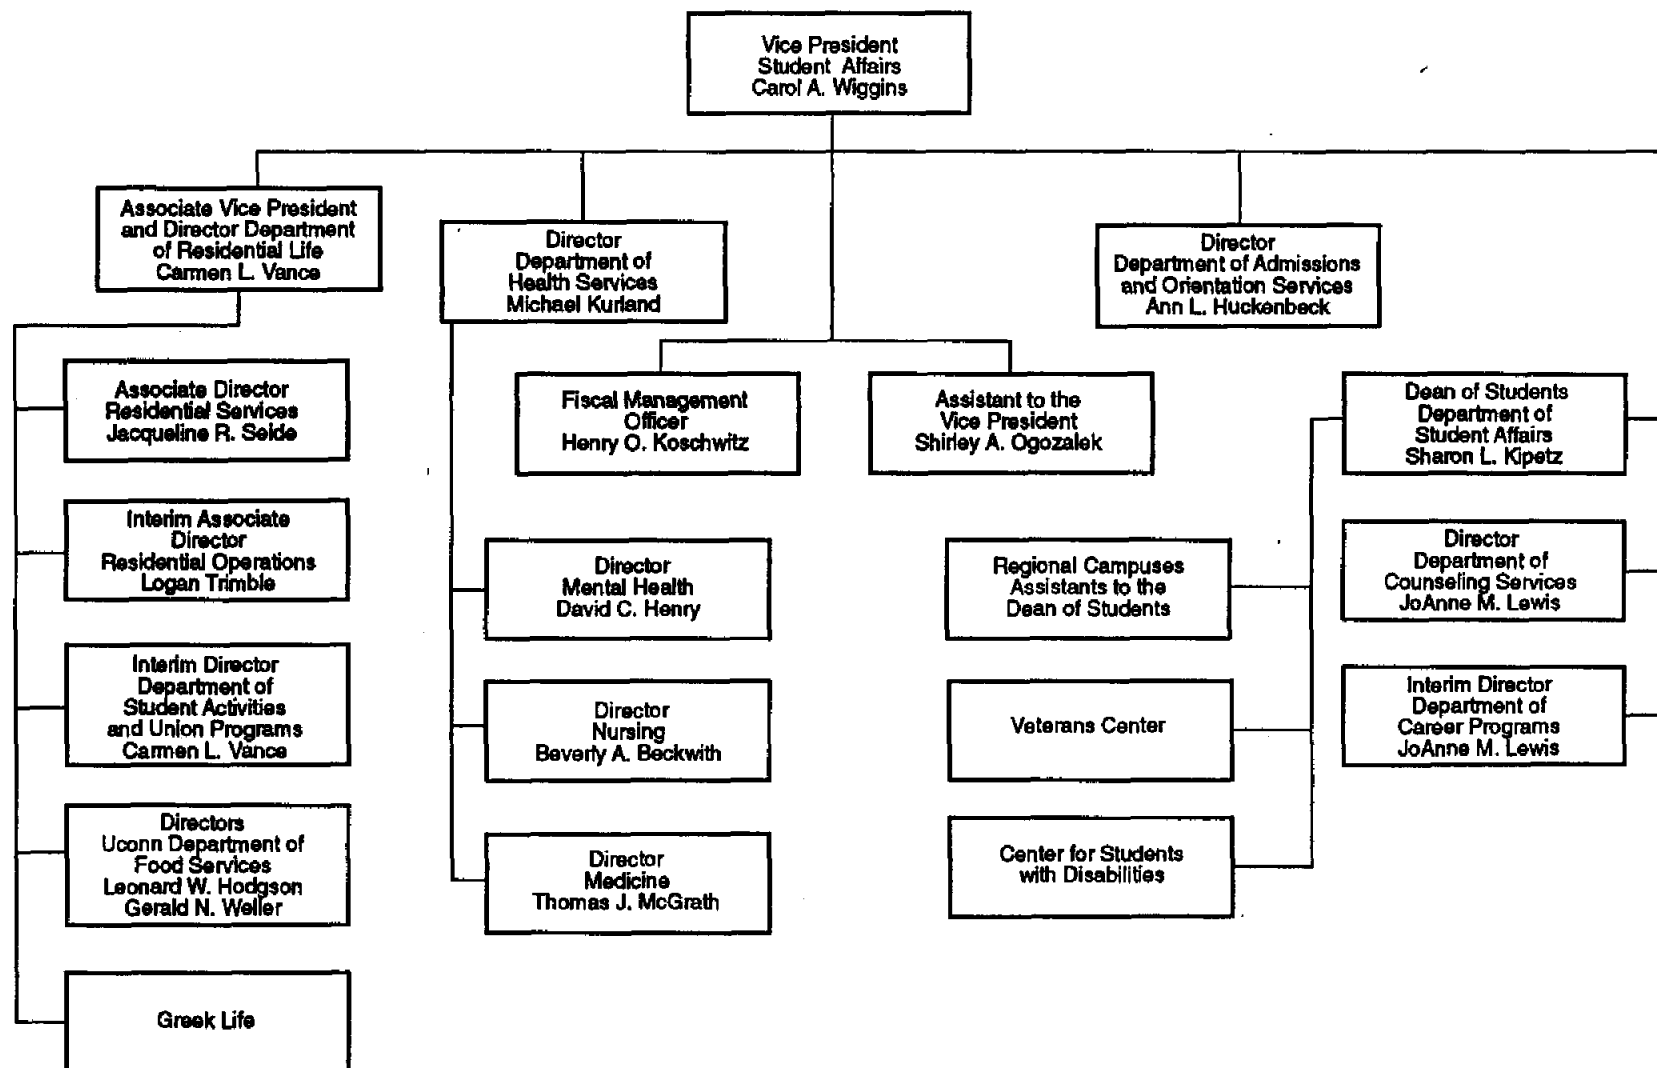 Vice President
Student Affairs
Carol A. Wiggins
Associate Vice President
and Director Department
of Residential Life
Carmen L. Vance
Director
Department of
Health Services
Michael Kurland
Director
Department of Admissions
and Orientation Services
Ann L. Huckenbeck
Associate Director
Residential Services
Jacqueline R. Seide
Fiscal Management
Officer
Henry O. Koschwitz
Assistant to the
Vice President
Shirley A. Ogozalek
Dean of Students
Department of
Student Affairs
Sharon L. Kipetz
Interim Associate
Director
Residential Operations
Logan Trimble
Director
Mental Health
David C. Henry
Regional Campuses
Assistants to the
Dean of Students
Director
Department of
Counseling Services
JoAnne M. Lewis
Interim Director
Department of
Student Activities
and Union Programs
Carmen L. Vance
Director
Nursing
Beverly A. Beckwith
Veterans Center
Interim Director
Department of
Career Programs
JoAnne M. Lewis
Directors
Uconn Department of
Food Services
Leonard W. Hodgson
Gerald N. Weller
Director
Medicine
Thomas J. McGrath
Center for Students
with Disabilities
Greek Life